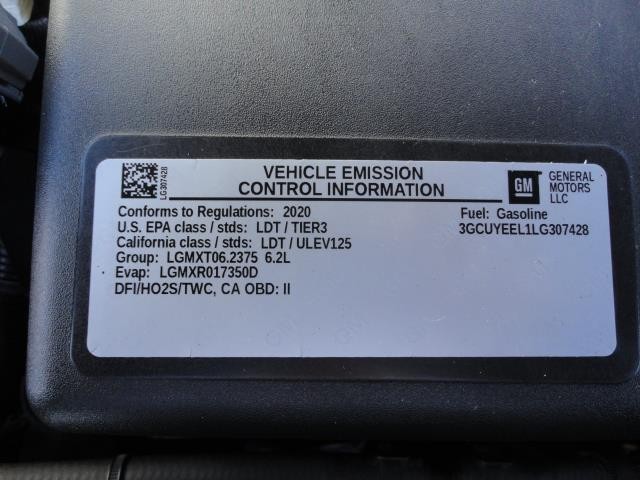 LG307428
VEHICLE EMISSION
CONTROL INFORMATION
GM
GENERAL
MOTORS
LLC
Conforms to Regulations: 2020
Fuel: Gasoline
U.S. EPA class / stds: LDT / TIER3
3GCUYEEL1LG307428
California class / stds: LDT / ULEV125
Group: LGMXT06.2375 6.2L
Evap: LGMXR017350D
DFI/HO2S/TWC, CA OBD: II